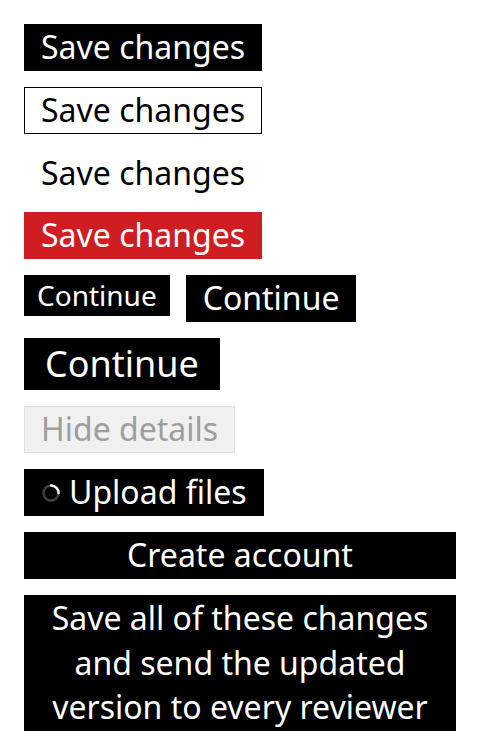 Save changes
Save changes
Save changes
Save changes
Continue
Continue
Continue
Hide details
Upload files
Create account
Save all of these changes
and send the updated
version to every reviewer